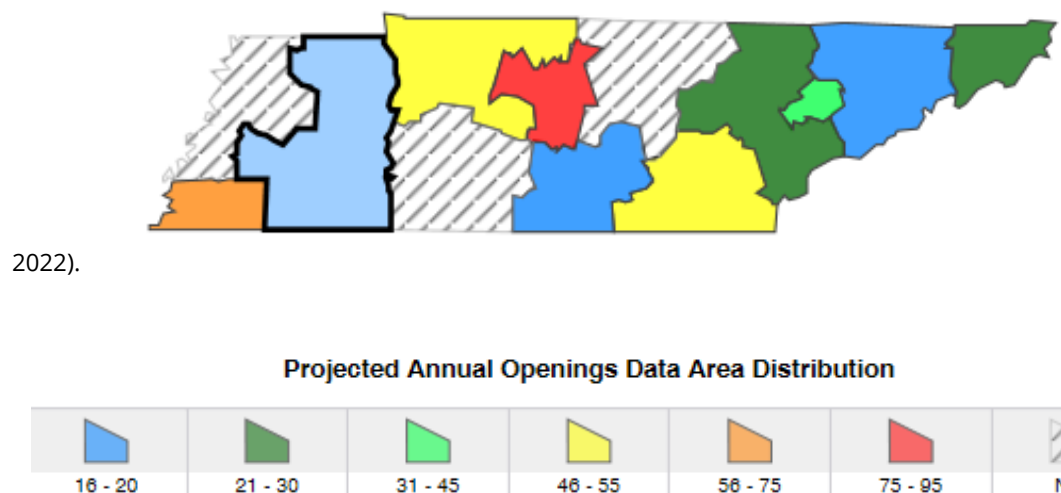 2022).
Projected Annual Openings Data Area Distribution
16 - 20 21 - 30 31 - 45 46 - 55 56 - 75 75 - 95